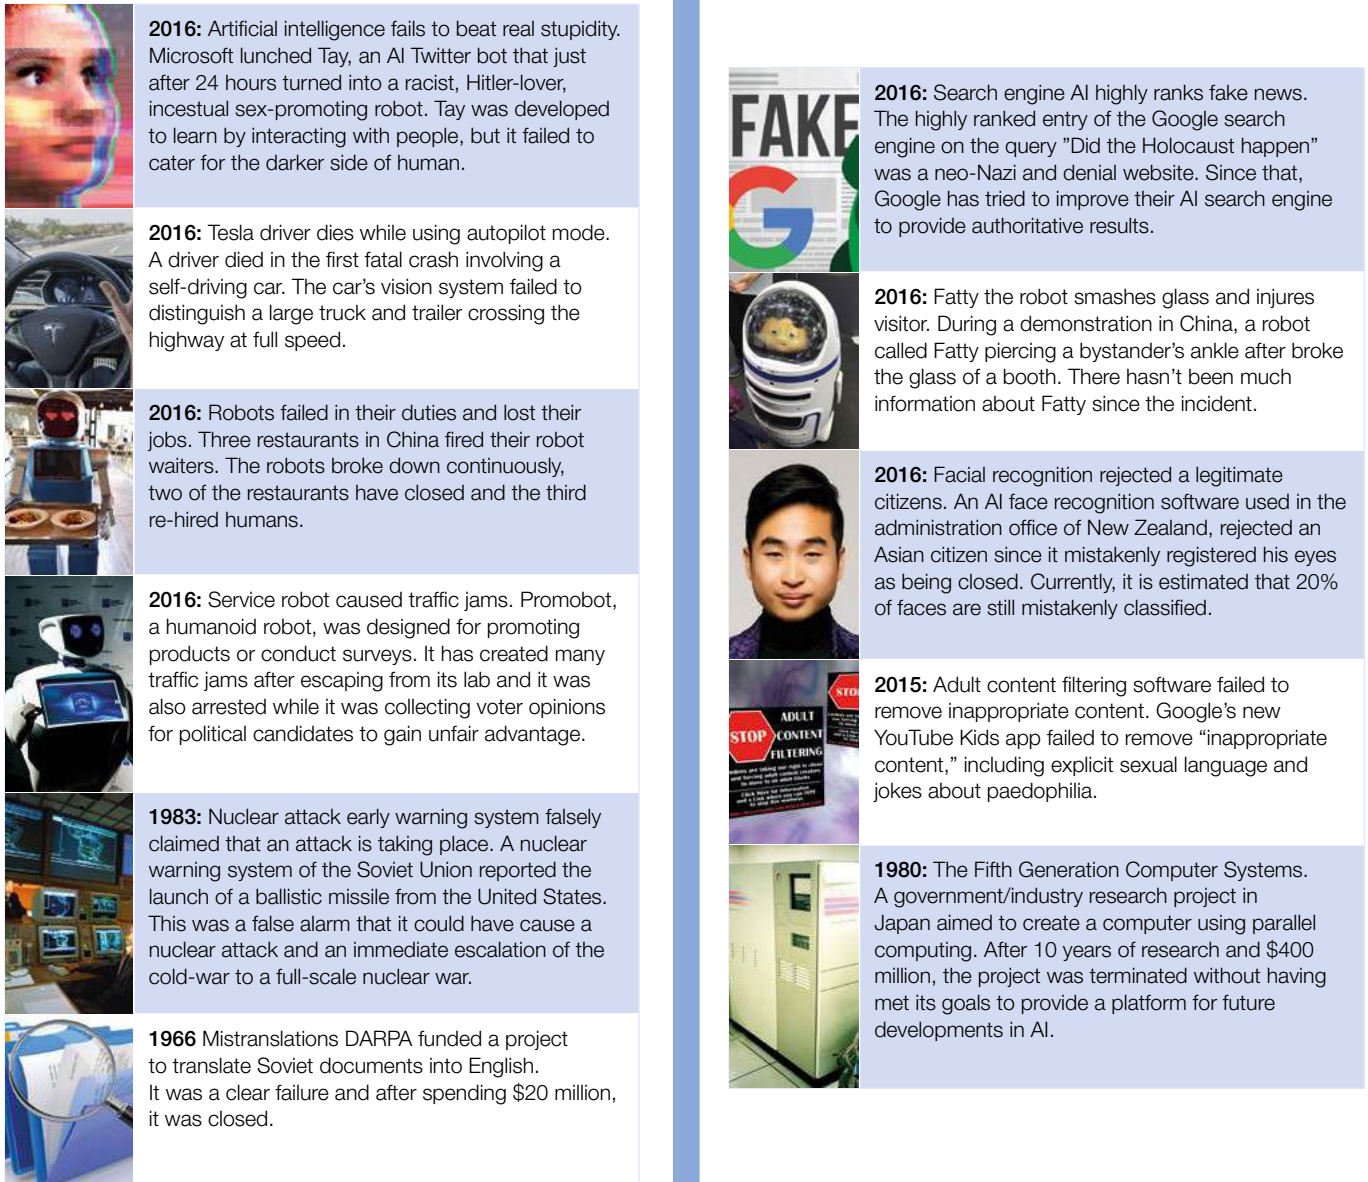 2016: Artificial intelligence fails to beat real stupidity.
Microsoft lunched Tay, an AI Twitter bot that just
after 24 hours turned into a racist, Hitler-lover,
incestual sex-promoting robot. Tay was developed
to learn by interacting with people, but it failed to
cater for the darker side of human.
2016: Tesla driver dies while using autopilot mode.
A driver died in the first fatal crash involving a
self-driving car. The car's vision system failed to
distinguish a large truck and trailer crossing the
highway at full speed.
2016: Robots failed in their duties and lost their
jobs. Three restaurants in China fired their robot
waiters. The robots broke down continuously,
two of the restaurants have closed and the third
re-hired humans.
2016: Service robot caused traffic jams. Promobot,
a humanoid robot, was designed for promoting
products or conduct surveys. It has created many
traffic jams after escaping from its lab and it was
also arrested while it was collecting voter opinions
for political candidates to gain unfair advantage.
1983: Nuclear attack early warning system falsely
claimed that an attack is taking place. A nuclear
warning system of the Soviet Union reported the
launch of a ballistic missile from the United States.
This was a false alarm that it could have cause a
nuclear attack and an immediate escalation of the
cold-war to a full-scale nuclear war.
1966 Mistranslations DARPA funded a project
to translate Soviet documents into English.
It was a clear failure and after spending $20 million,
it was closed.
FAKE
G
2016: Search engine AI highly ranks fake news.
The highly ranked entry of the Google search
engine on the query ”Did the Holocaust happen”
was a neo-Nazi and denial website. Since that,
Google has tried to improve their AI search engine
to provide authoritative results.
2016: Fatty the robot smashes glass and injures
visitor. During a demonstration in China, a robot
called Fatty piercing a bystander's ankle after broke
the glass of a booth. There hasn't been much
information about Fatty since the incident.
2016: Facial recognition rejected a legitimate
citizens. An AI face recognition software used in the
administration office of New Zealand, rejected an
Asian citizen since it mistakenly registered his eyes
as being closed. Currently, it is estimated that 20%
of faces are still mistakenly classified.
STOP
ADULT
CONTENT
FILTERING
STO
2015: Adult content filtering software failed to
remove inappropriate content. Google's new
YouTube Kids app failed to remove “inappropriate
content,” including explicit sexual language and
jokes about paedophilia.
1980: The Fifth Generation Computer Systems.
A government/industry research project in
Japan aimed to create a computer using parallel
computing. After 10 years of research and $400
million, the project was terminated without having
met its goals to provide a platform for future
developments in AI.